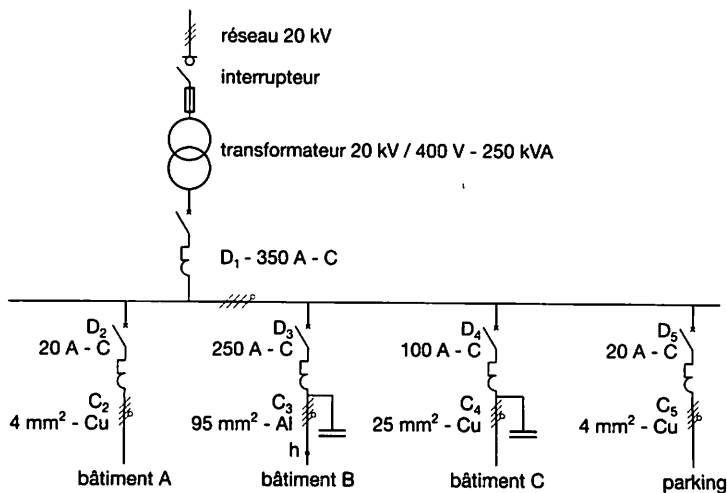 réseau 20 kV
interrupteur
transformateur 20 kV / 400 V - 250 kVA
D₁ - 350 A - C
D₂
20 A - C
C₂
4 mm² - Cu
bâtiment A
D₃
250 A - C
C₃
95 mm² - Al
h
bâtiment B
D₄
100 A - C
C₄
25 mm² - Cu
bâtiment C
D₅
20 A - C
C₅
4 mm² - Cu
parking